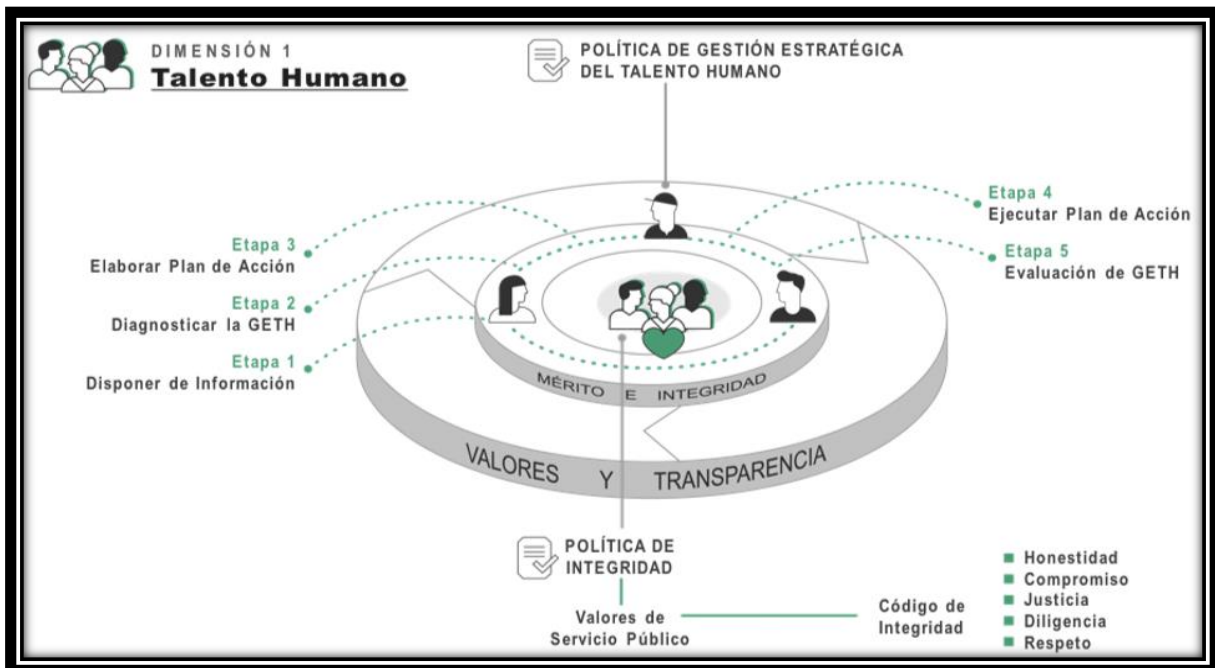 DIMENSIÓN 1
Talento Humano
POLÍTICA DE GESTIÓN ESTRATÉGICA
DEL TALENTO HUMANO
Etapa 3
Elaborar Plan de Acción
Etapa 2
Diagnosticar la GETH
Etapa 1
Disponer de Información
Etapa 4
Ejecutar Plan de Acción
Etapa 5
Evaluación de GETH
MÉRITO E INTEGRIDAD
VALORES Y TRANSPARENCIA
POLÍTICA DE
INTEGRIDAD
Valores de
Servicio Público
Código de
Integridad
Honestidad
Compromiso
Justicia
Diligencia
Respeto